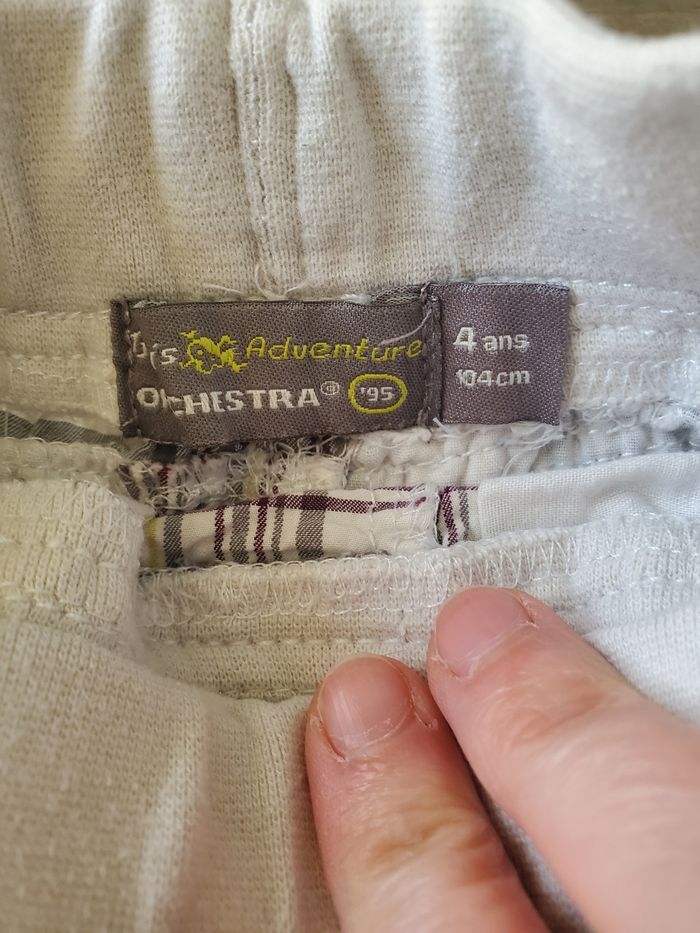 Adventure
ORCHESTRA® '95
4 ans
104cm